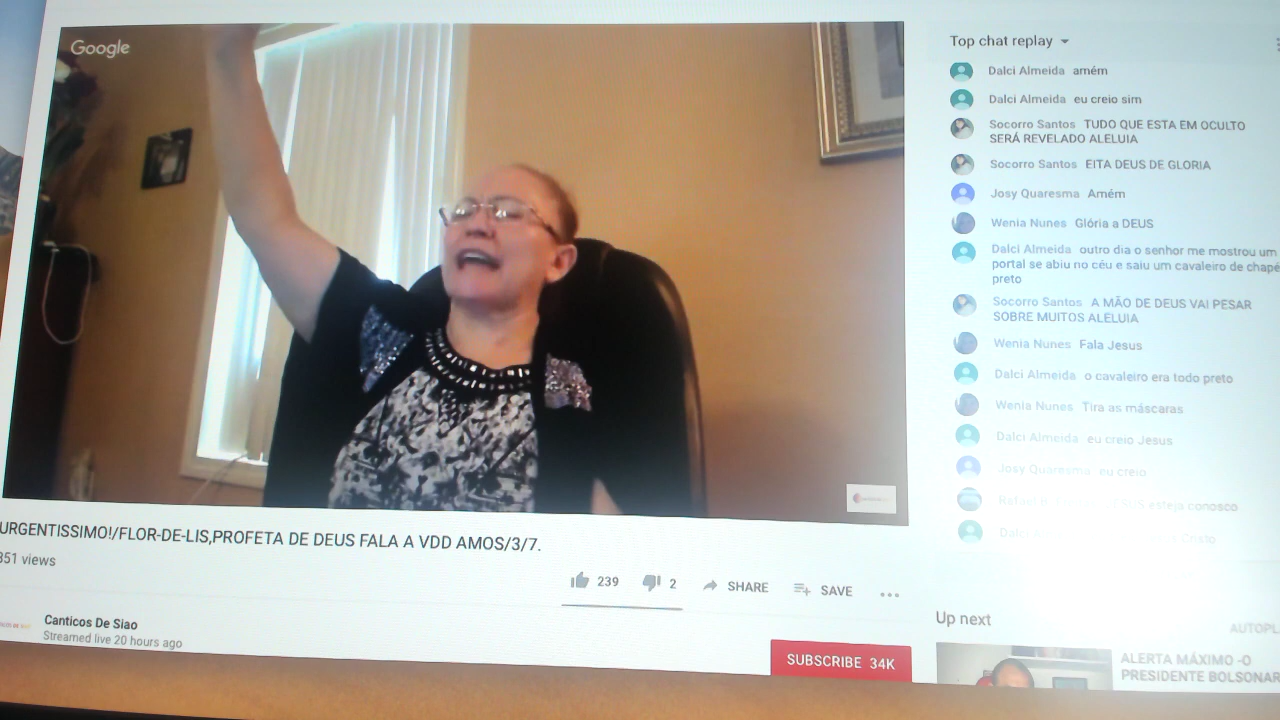 Google
URGENTISSIMO!/FLOR-DE-LIS,PROFETA DE DEUS FALA A VDD AMOS/3/7.
351 views
239
2
SHARE
SAVE
Canticos De Siao
Streamed live 20 hours ago
SUBSCRIBE 34K
Top chat replay
Dalci Almeida amém
Dalci Almeida eu creio sim
Socorro Santos TUDO QUE ESTA EM OCULTO
SERÁ REVELADO ALELUIA
Socorro Santos EITA DEUS DE GLORIA
Josy Quaresma Amém
Wenia Nunes Glória a DEUS
Dalci Almeida outro dia o senhor me mostrou um
portal se abiu no céu e saiu um cavaleiro de chapé
preto
Socorro Santos A MÃO DE DEUS VAI PESAR
SOBRE MUITOS ALELUIA
Wenia Nunes Fala Jesus
Dalci Almeida o cavaleiro era todo preto
Wenia Nunes Tira as máscaras
Dalci Almeida eu creio Jesus
Josy Quaresma eu creio
esteja conosco
Cristo
Up next
AUTOPL
ALERTA MÁXIMO -O
PRESIDENTE BOLSONAR